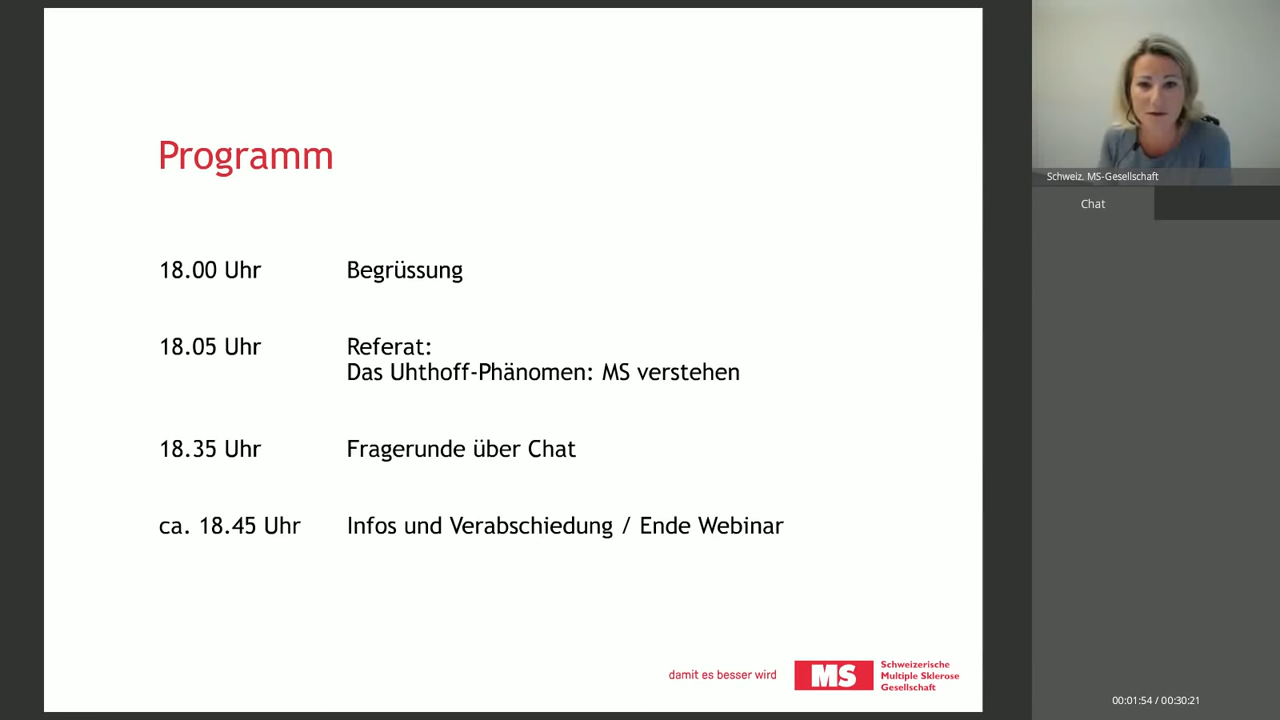 Programm
18.00 Uhr Begrüssung
18.05 Uhr Referat:
Das Uhthoff-Phänomen: MS verstehen
18.35 Uhr Fragerunde über Chat
ca. 18.45 Uhr Infos und Verabschiedung / Ende Webinar
damit es besser wird
MS
Schweizerische
Multiple Sklerose
Gesellschaft
Schweiz. MS-Gesellschaft
Chat
00:01:54 / 00:30:21